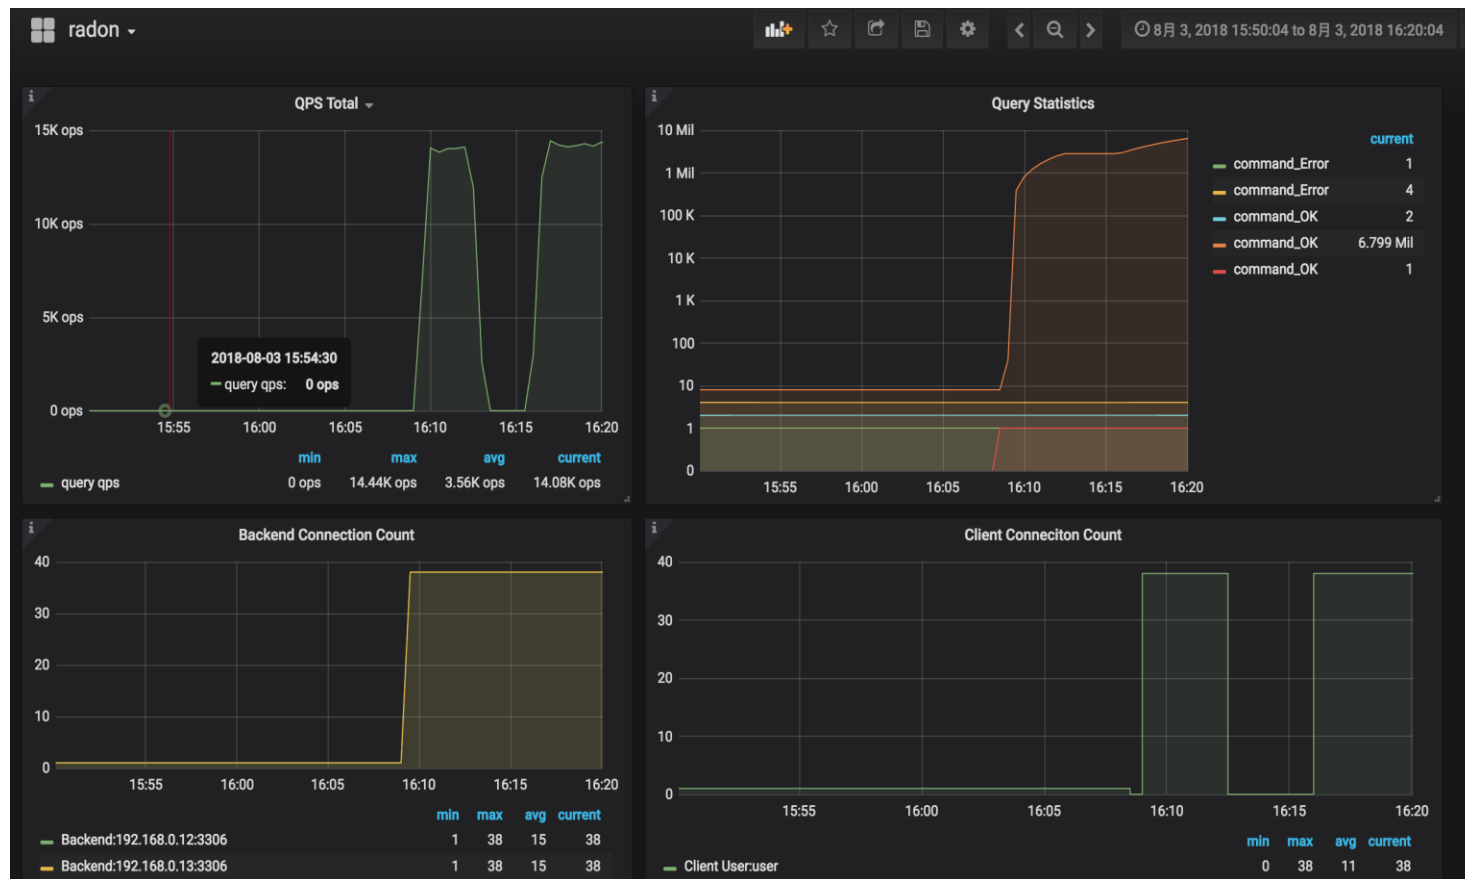 radon
8月 3, 2018 15:50:04 to 8月 3, 2018 16:20:04
QPS Total
15K ops
10K ops
5K ops
0 ops
2018-08-03 15:54:30
query qps: 0 ops
15:55 16:00 16:05 16:10 16:15 16:20
min max avg current
query qps 0 ops 14.44K ops 3.56K ops 14.08K ops
Query Statistics
10 Mil
1 Mil
100 K
10 K
1 K
100
10
1
0
15:55 16:00 16:05 16:10 16:15 16:20
current
command_Error 1
command_Error 4
command_OK 2
command_OK 6.799 Mil
command_OK 1
Backend Connection Count
40
30
20
10
0
15:55 16:00 16:05 16:10 16:15 16:20
min max avg current
Backend:192.168.0.12:3306 1 38 15 38
Backend:192.168.0.13:3306 1 38 15 38
Client Conneciton Count
40
30
20
10
0
15:55 16:00 16:05 16:10 16:15 16:20
min max avg current
Client User:user 0 38 11 38